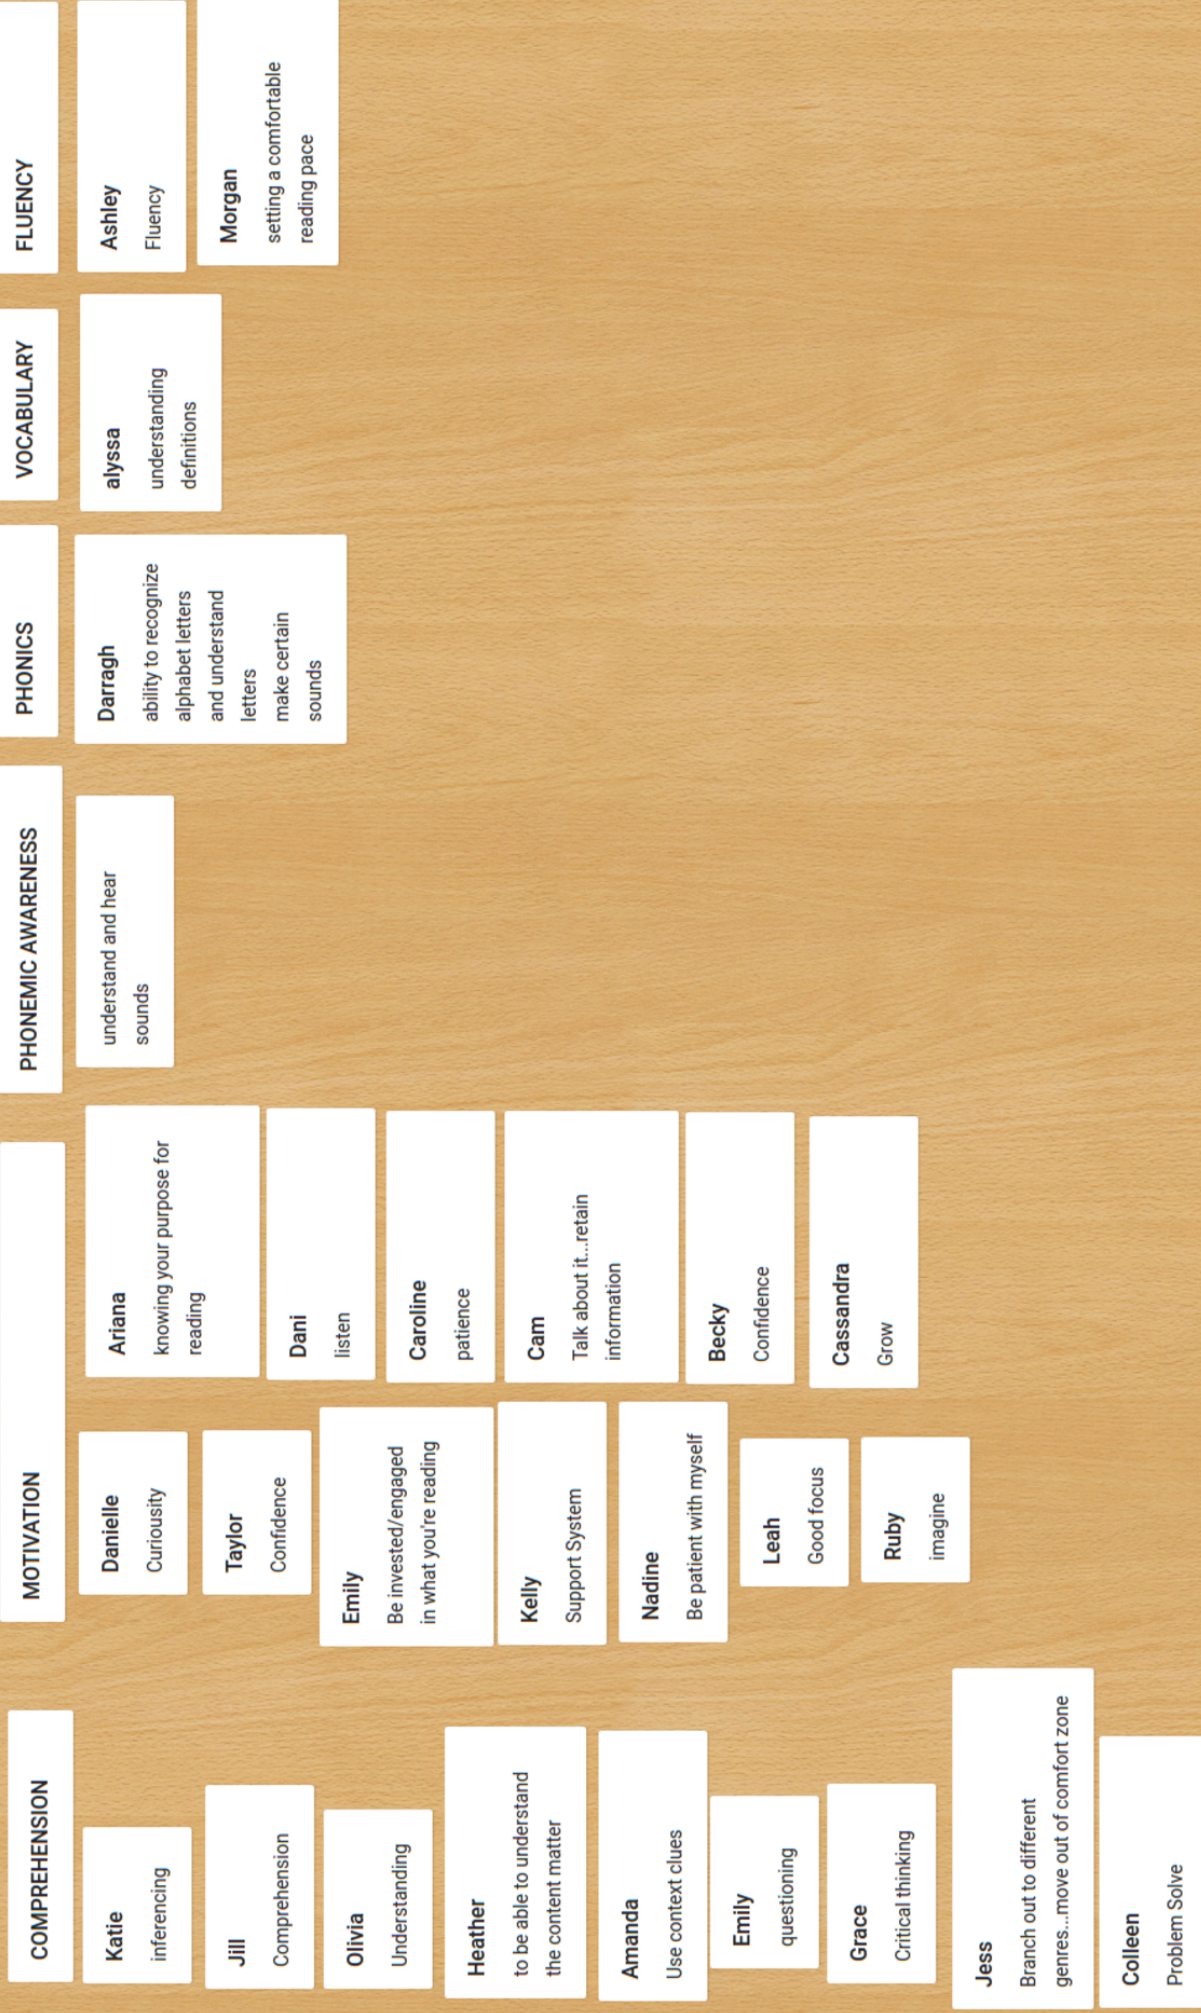 COMPREHENSION
Katie
inferencing
Jill
Comprehension
Olivia
Understanding
Heather
to be able to understand
the content matter
Amanda
Use context clues
Emily
questioning
Grace
Critical thinking
Jess
Branch out to different
genres...move out of comfort zone
Colleen
Problem Solve
MOTIVATION
Danielle
Curiousity
Taylor
Confidence
Emily
Be invested/engaged
in what you're reading
Kelly
Support System
Nadine
Be patient with myself
Leah
Good focus
Ruby
imagine
Ariana
knowing your purpose for
reading
Dani
listen
Caroline
patience
Cam
Talk about it...retain
information
Becky
Confidence
Cassandra
Grow
PHONEMIC AWARENESS
understand and hear
sounds
PHONICS
Darragh
ability to recognize
alphabet letters
and understand
letters
make certain
sounds
VOCABULARY
alyssa
understanding
definitions
FLUENCY
Ashley
Fluency
Morgan
setting a comfortable
reading pace